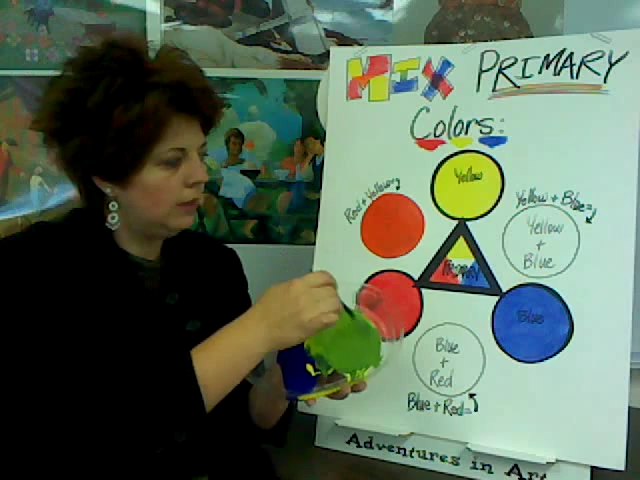 MIX PRIMARY
Colors:
Yellow
Red + Yellow =
Yellow + Blue =
Yellow
+
Blue
PRIMARY
Blue
Blue
+
Red
Blue + Red =
Adventures in Art